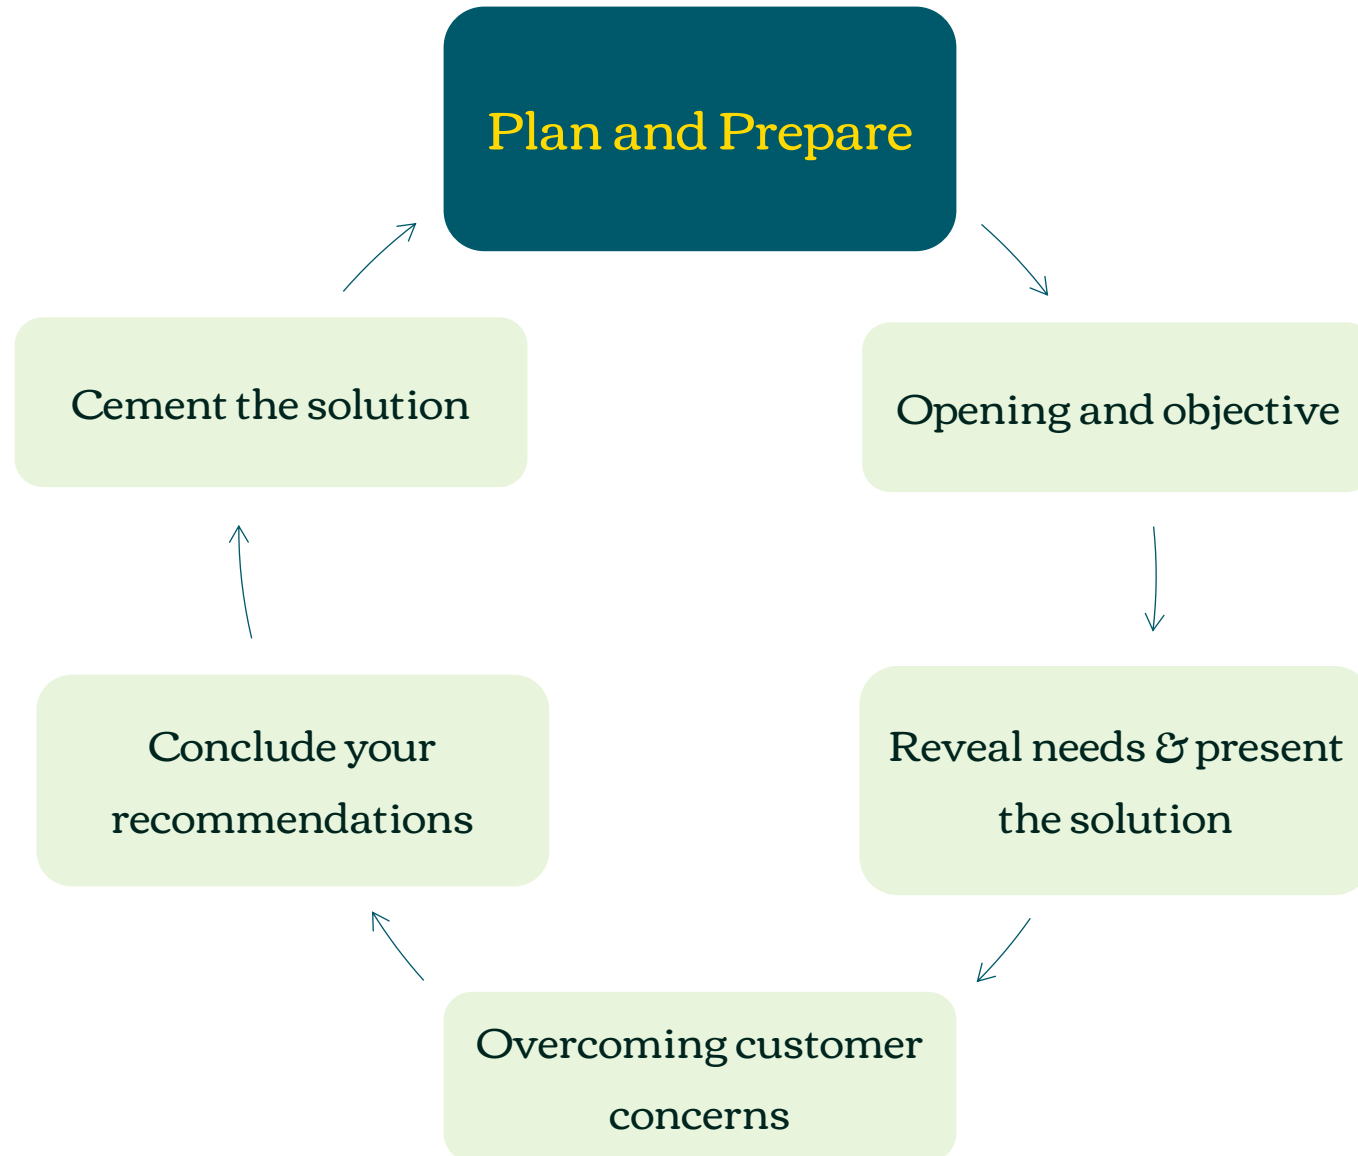 Plan and Prepare
Opening and objective
Reveal needs & present
the solution
Overcoming customer
concerns
Conclude your
recommendations
Cement the solution